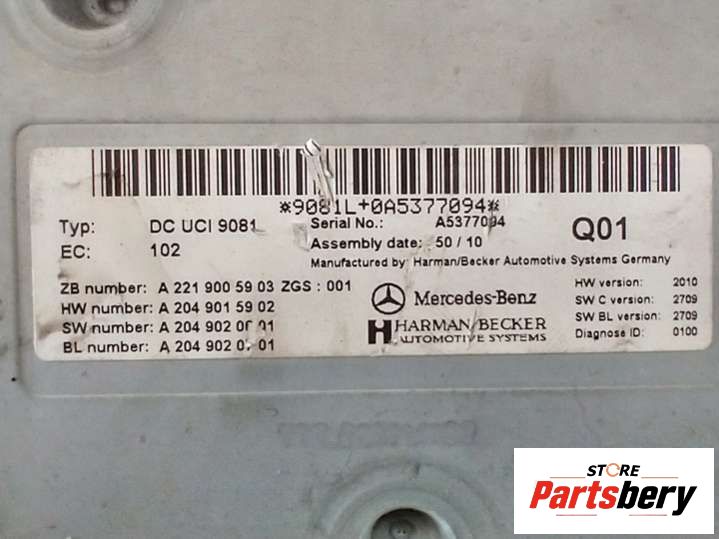 *9081L+0A5377094*
Typ: DC UCI 9081 Serial No.: A5377094 Q01
EC: 102 Assembly date: 50 / 10
Manufactured by: Harman/Becker Automotive Systems Germany
ZB number: A 221 900 59 03 ZGS : 001
HW number: A 204 901 59 02
SW number: A 204 902
BL number: A 204 902
Mercedes-Benz
HARMAN/BECKER
AUTOMOTIVE SYSTEMS
HW version: 2010
SW C version: 2709
SW BL version: 2709
Diagnose ID: 0100
STORE
Partsbery